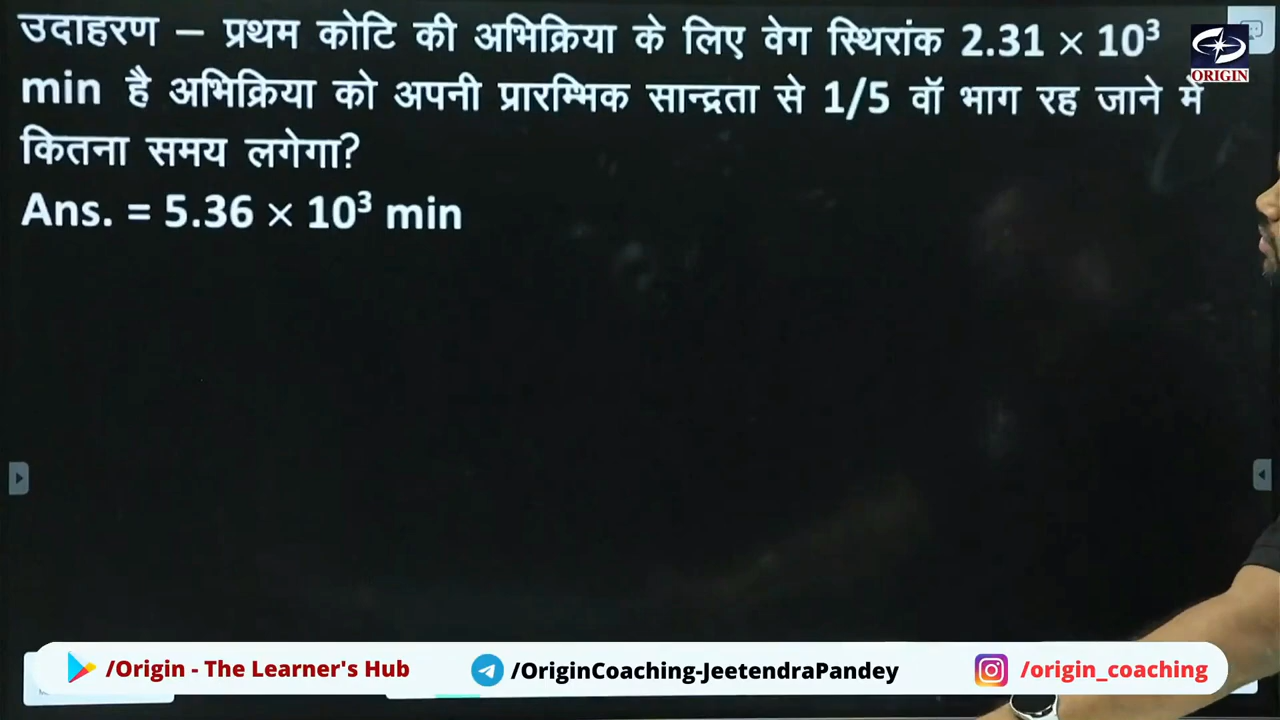 उदाहरण – प्रथम कोटि की अभिक्रिया के लिए वेग स्थिरांक 2.31 × 10³
min है अभिक्रिया को अपनी प्रारम्भिक सान्द्रता से 1/5 वॉ भाग रह जाने में
कितना समय लगेगा?
Ans. = 5.36 × 10³ min
ORIGIN
/Origin - The Learner's Hub
/OriginCoaching-JeetendraPandey
/origin_coaching